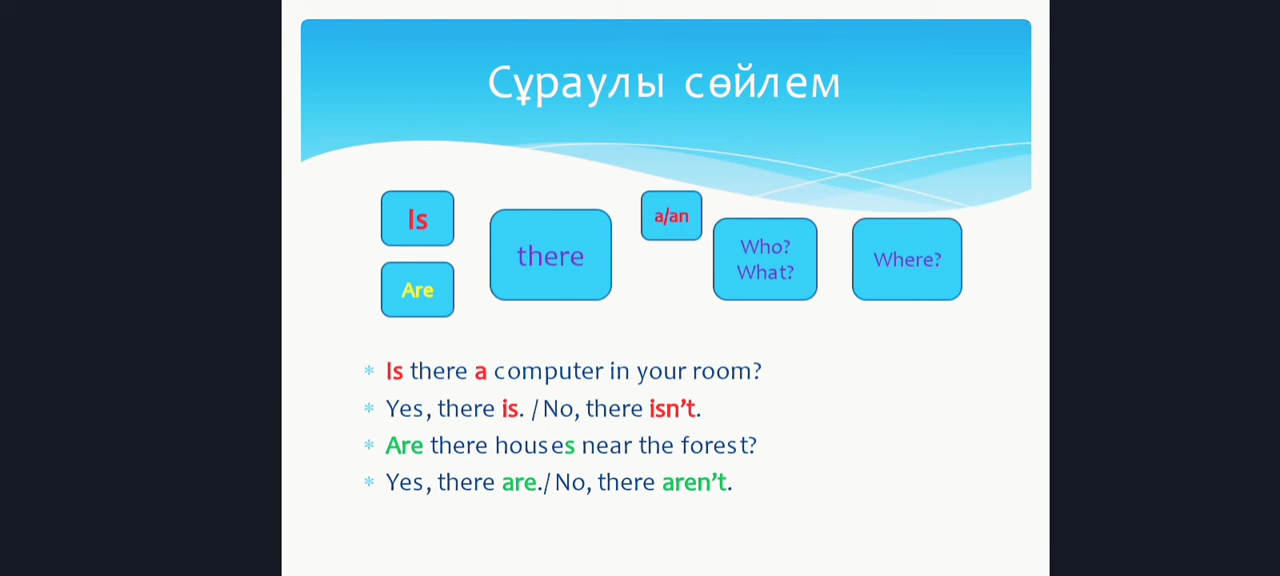 Сұраулы сөйлем
Is
there
a/an
Who?
What?
Where?
Are
Is there a computer in your room?
Yes, there is. / No, there isn't.
Are there houses near the forest?
Yes, there are./ No, there aren't.